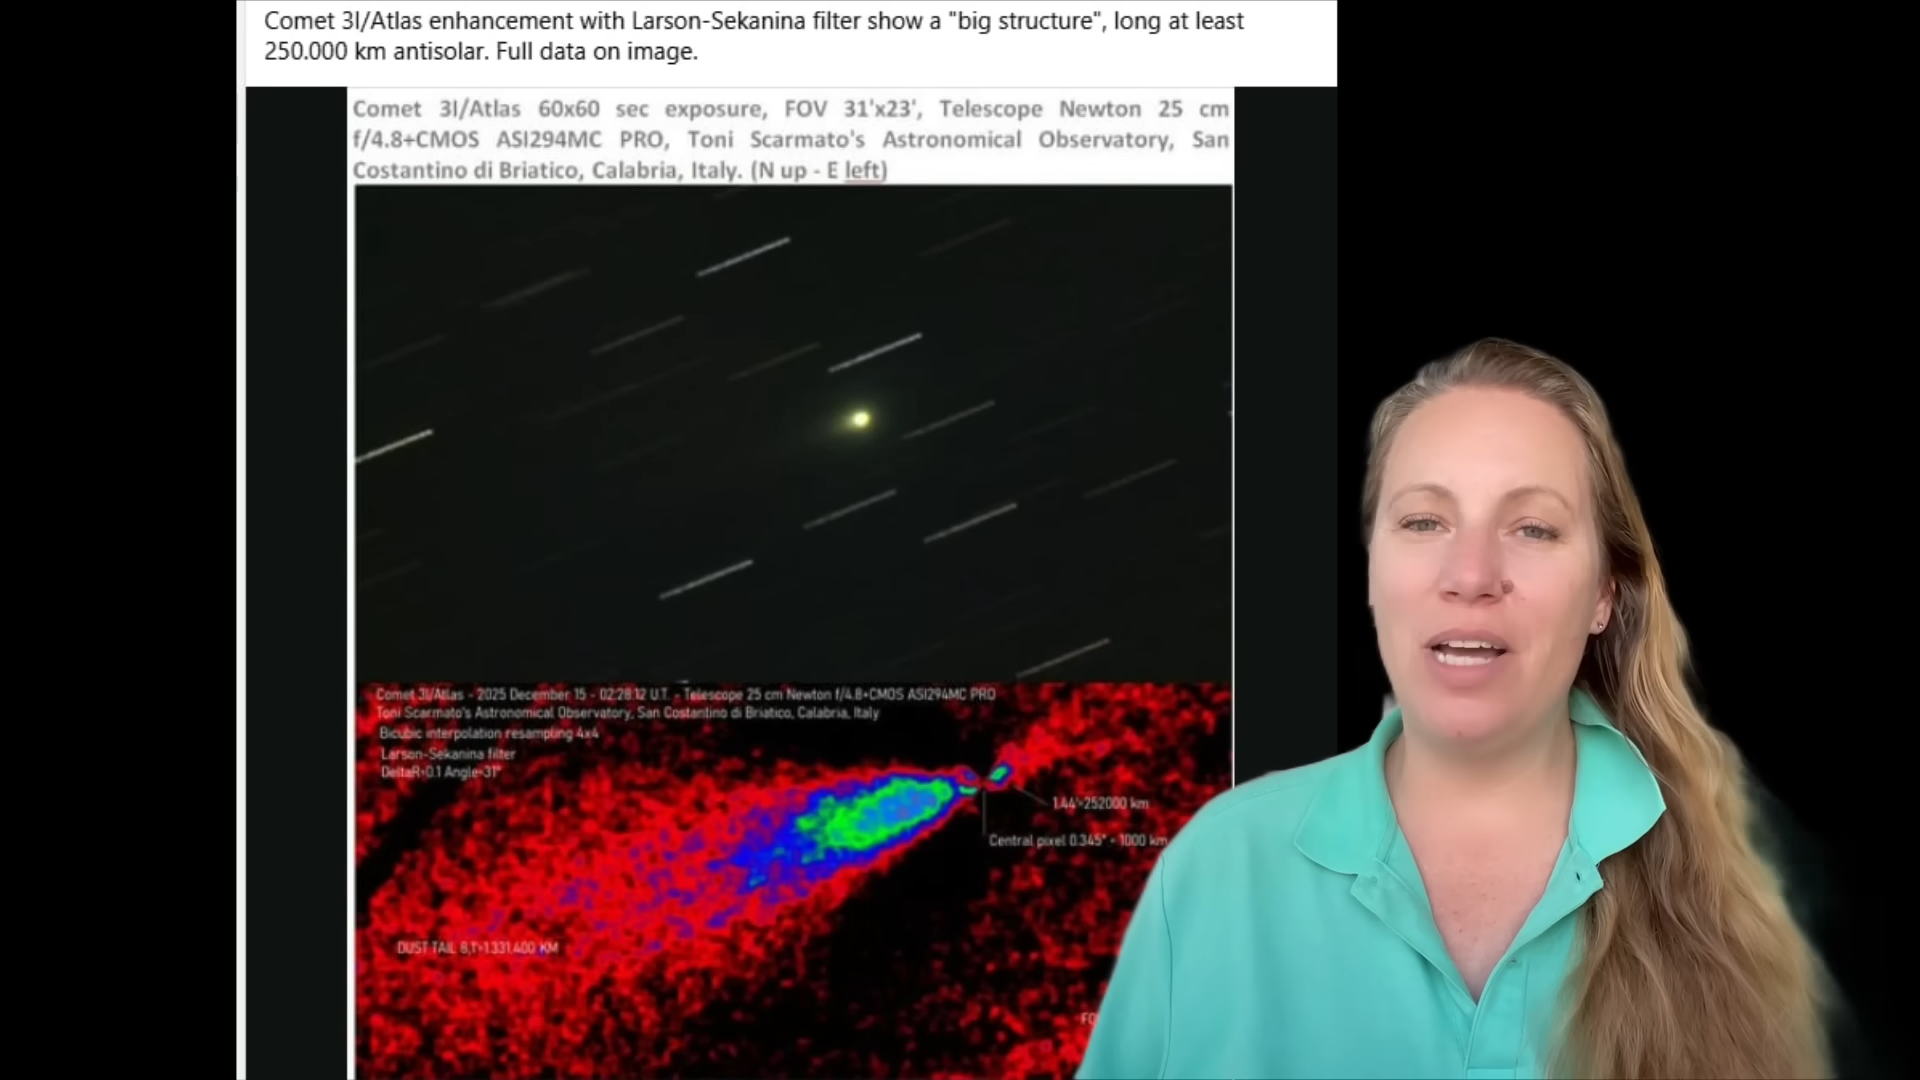 Comet 3I/Atlas enhancement with Larson-Sekanina filter show a "big structure", long at least
250.000 km antisolar. Full data on image.
Comet 3I/Atlas 60x60 sec exposure, FOV 31'x23', Telescope Newton 25 cm
f/4.8+CMOS ASI294MC PRO, Toni Scarmato's Astronomical Observatory, San
Costantino di Briatico, Calabria, Italy. (N up - E left)
Comet 3I/Atlas - 2025 December 15 - 02:28:12 U.T. - Telescope 25 cm Newton f/4.8+CMOS ASI294MC PRO
Toni Scarmato's Astronomical Observatory, San Costantino di Briatico, Calabria, Italy
Bicubic interpolation resampling 4x4
Larson-Sekanina filter
DeltaR=0.1 Angle=31°
1.44'=252000 km
Central pixel 0.345" = 1000 km
DUST TAIL 8,1'=1.331.400 KM